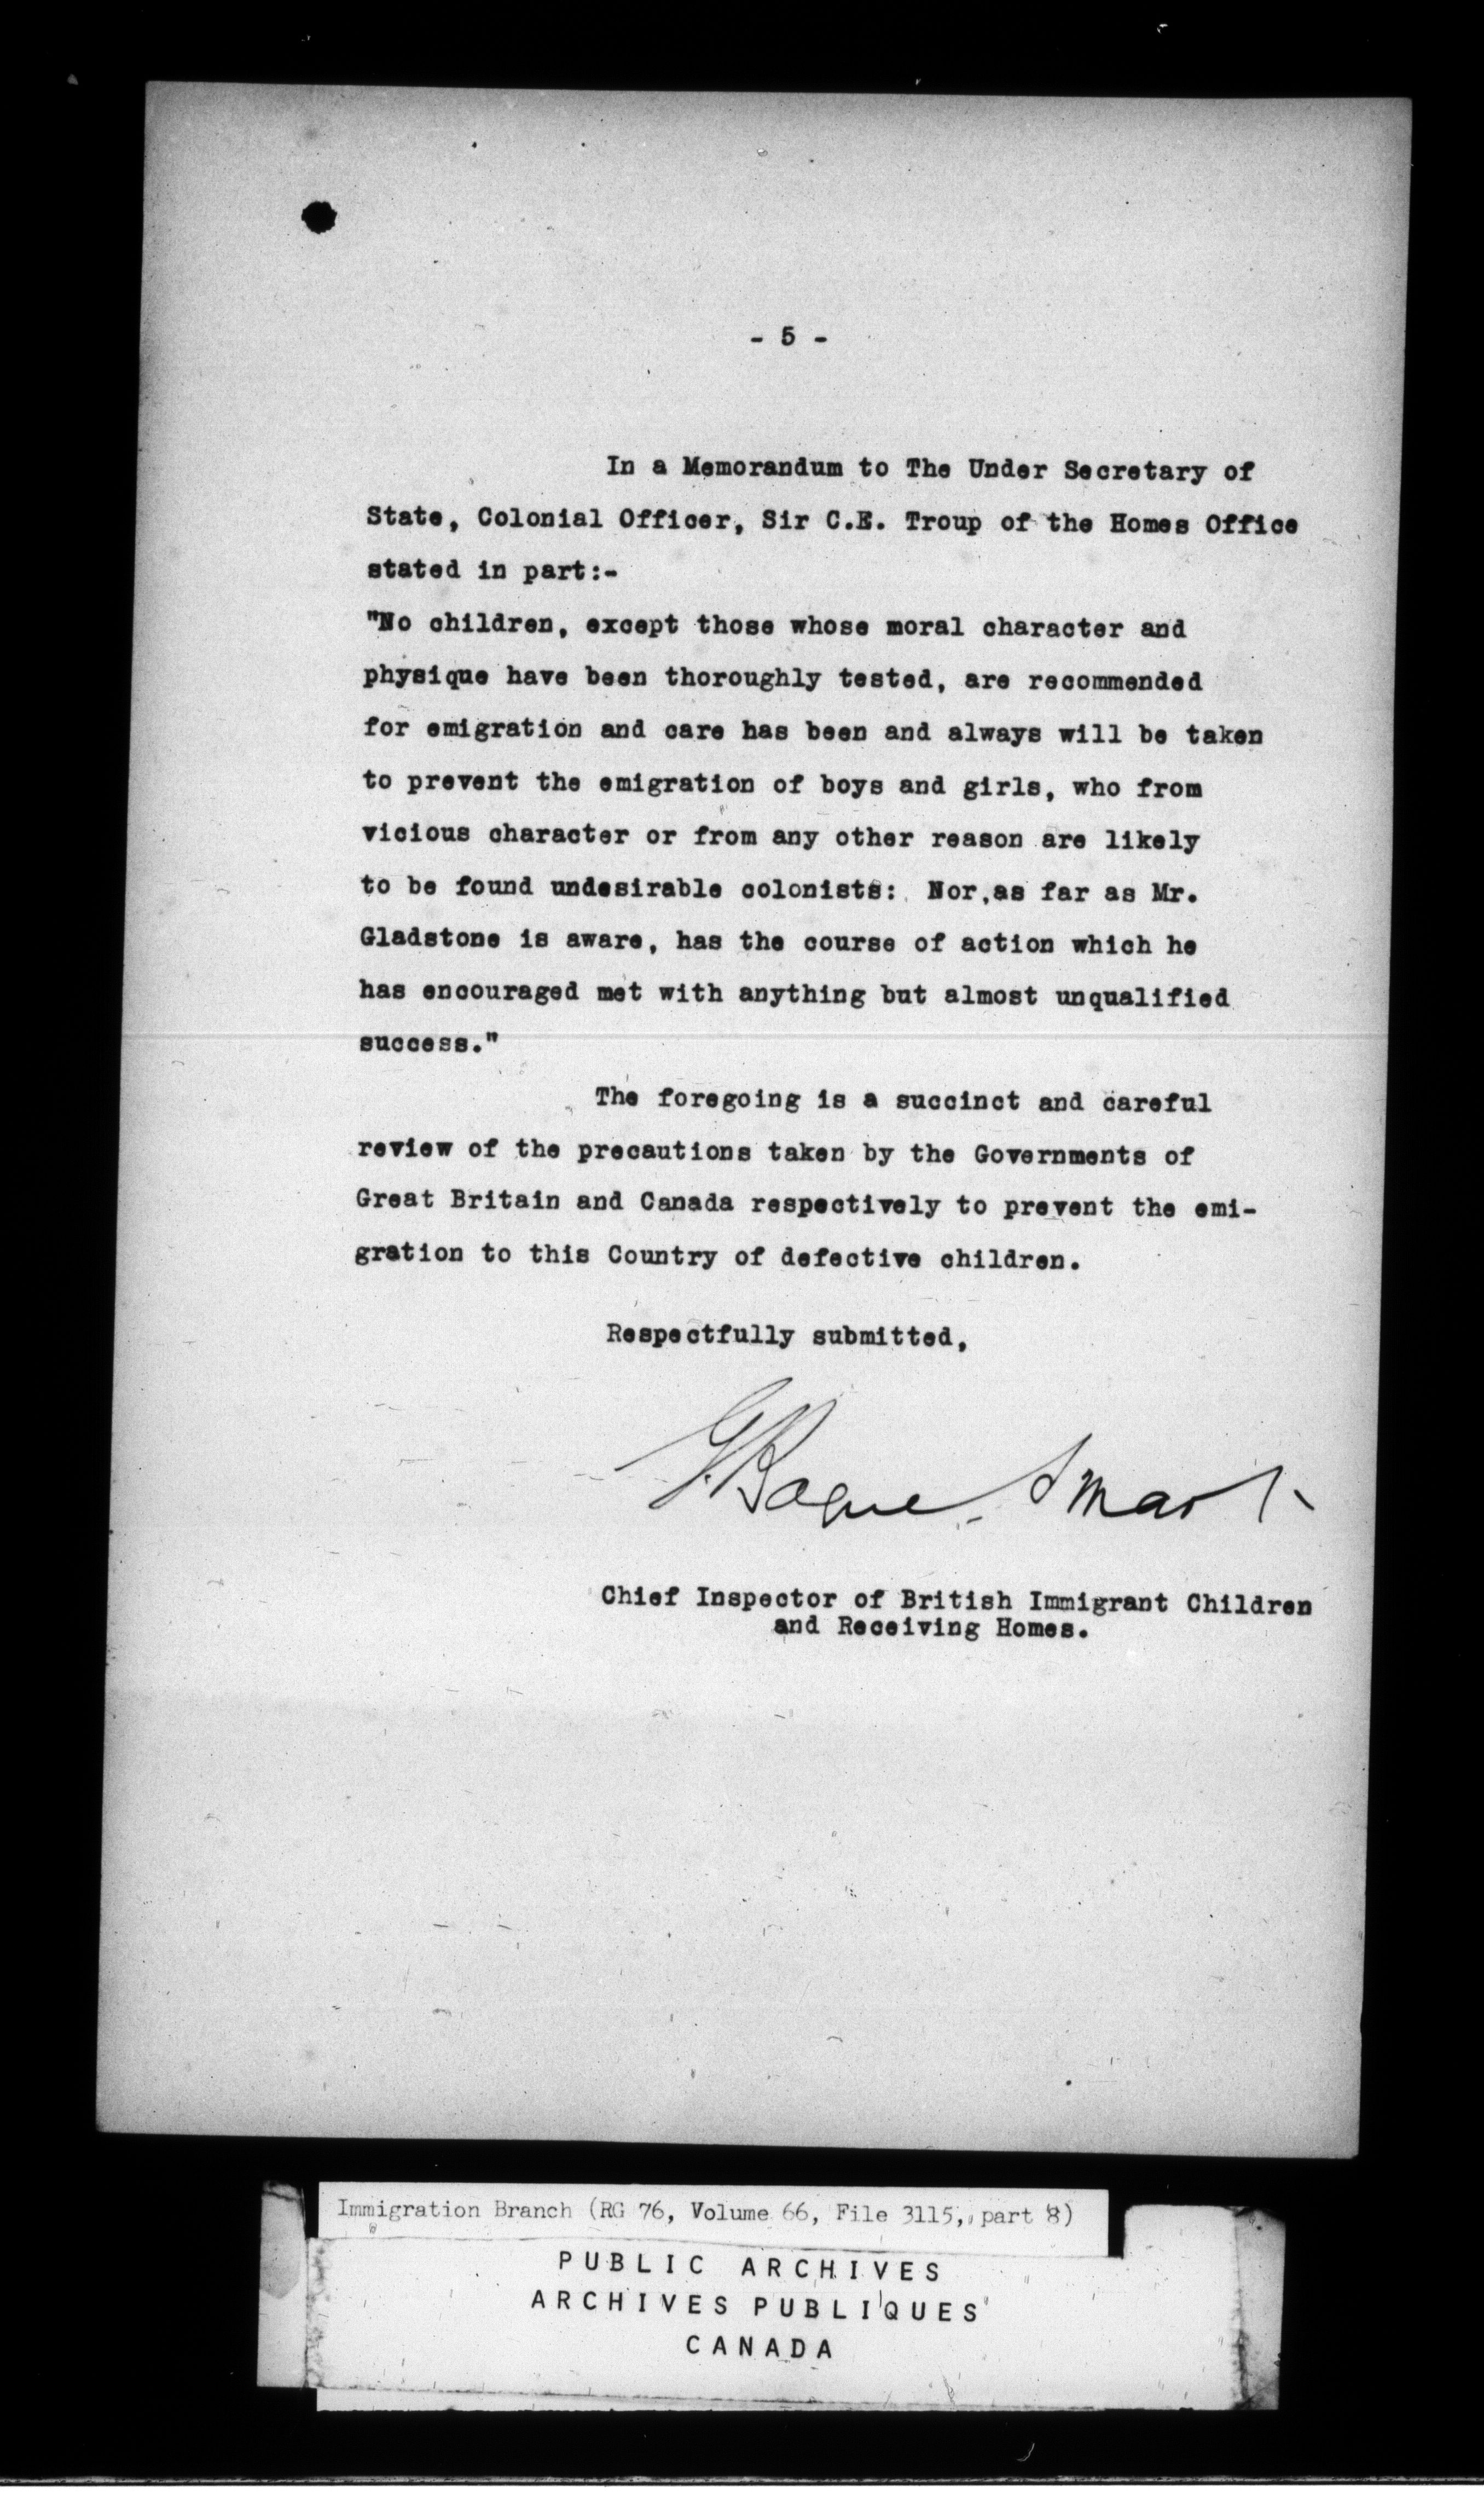 - 5 -
In a Memorandum to The Under Secretary of
State, Colonial Officer, Sir C.E. Troup of the Homes Office
stated in part:-
"No children, except those whose moral character and
physique have been thoroughly tested, are recommended
for emigration and care has been and always will be taken
to prevent the emigration of boys and girls, who from
vicious character or from any other reason are likely
to be found undesirable colonists: Nor,as far as Mr.
Gladstone is aware, has the course of action which he
has encouraged met with anything but almost unqualified
success."
The foregoing is a succinct and careful
review of the precautions taken by the Governments of
Great Britain and Canada respectively to prevent the emi-
gration to this Country of defective children.
Respectfully submitted,
G. Bogue Smart
Chief Inspector of British Immigrant Children
and Receiving Homes.
Immigration Branch (RG 76, Volume 66, File 3115, part 8)
PUBLIC ARCHIVES
ARCHIVES PUBLIQUES
CANADA